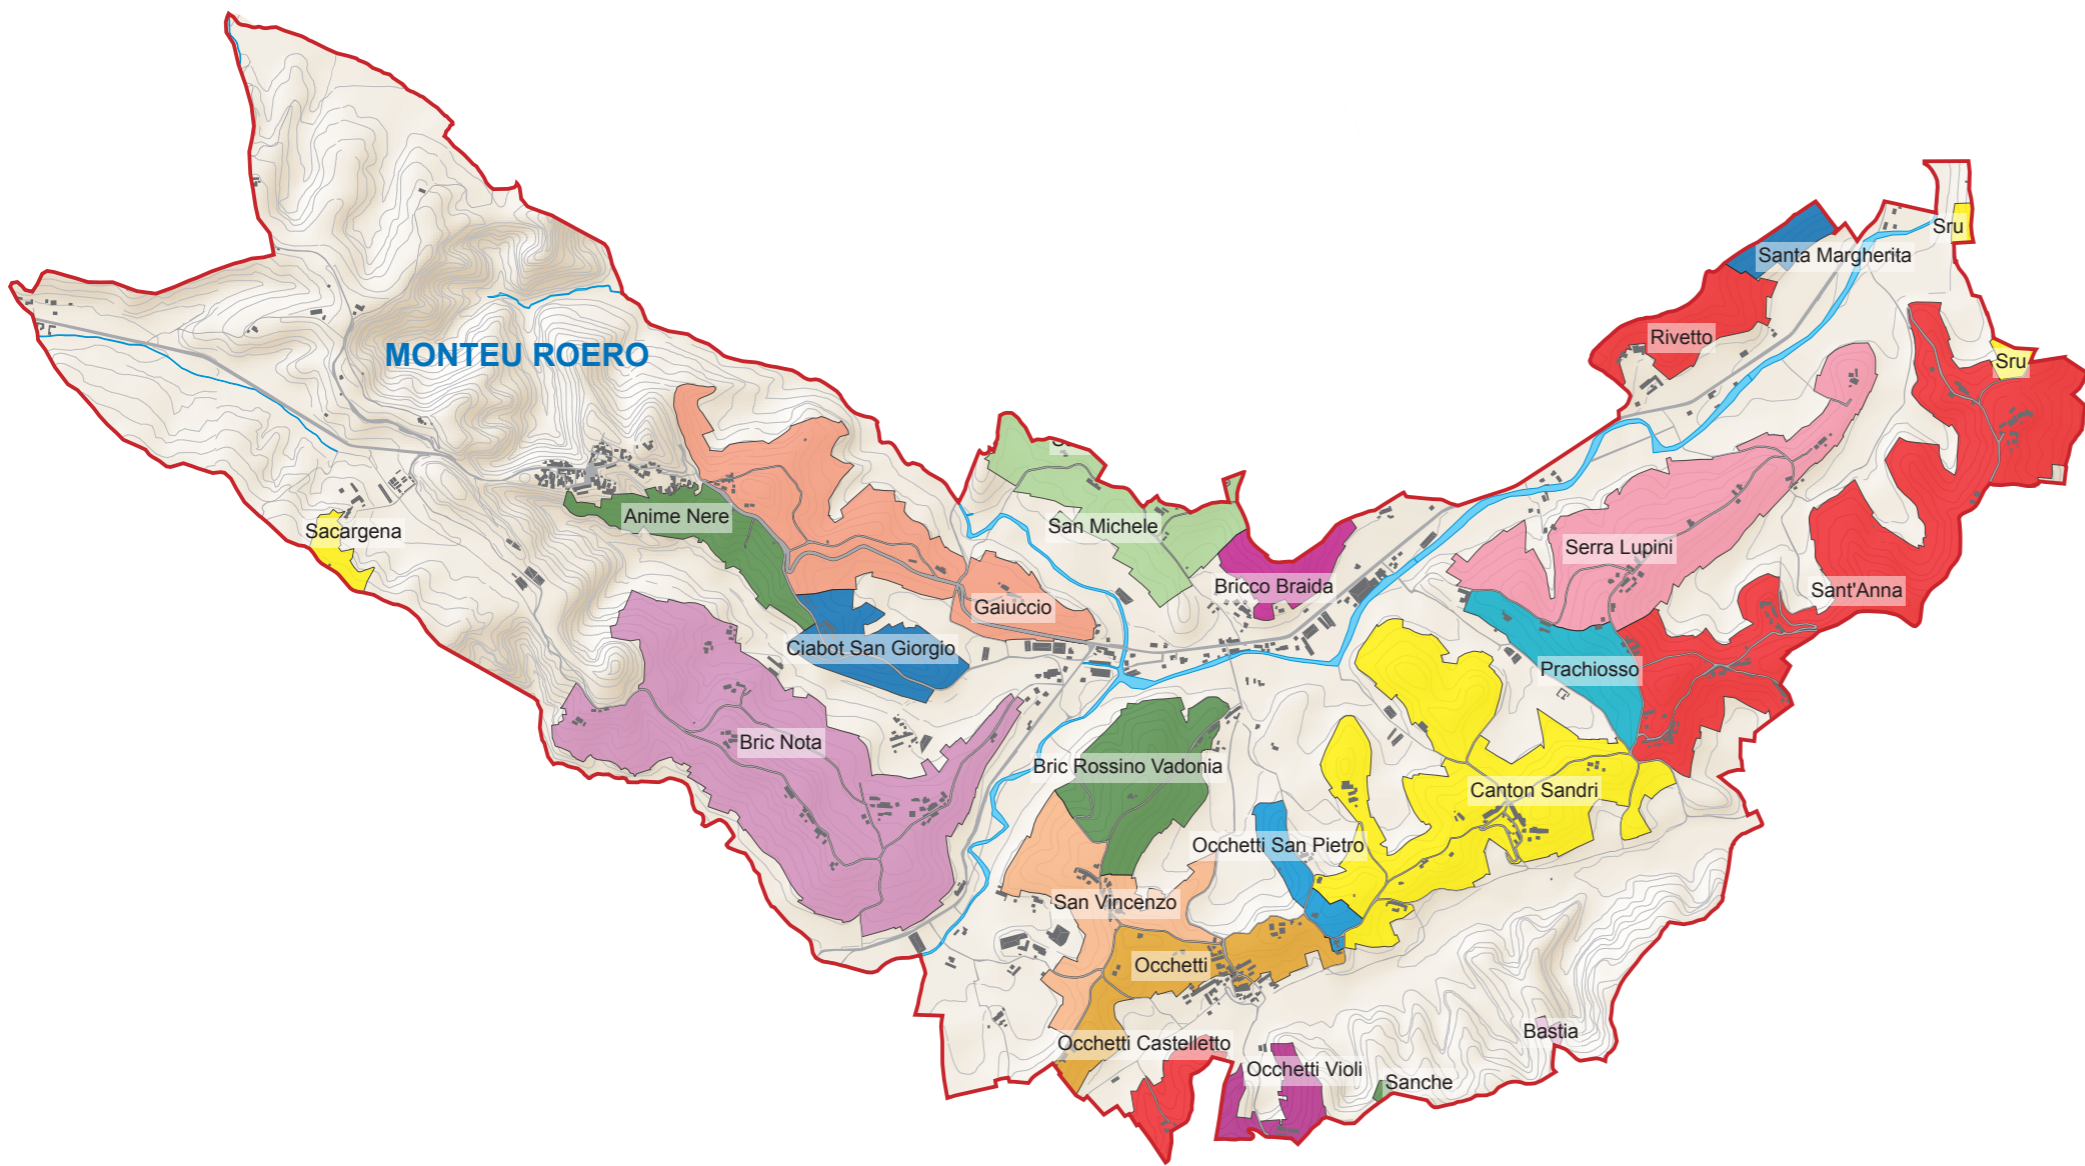 Sru
Santa Margherita
Rivetto
MONTEU ROERO
Sru
Anime Nere
San Michele
Sacargena
Serra Lupini
Bricco Braida
Sant'Anna
Gaiuccio
Ciabot San Giorgio
Prachiosso
Bric Nota
Bric Rossino Vadonia
Canton Sandri
Occhetti San Pietro
San Vincenzo
Occhetti
Bastia
Occhetti Castelletto
Occhetti Violi
Sanche